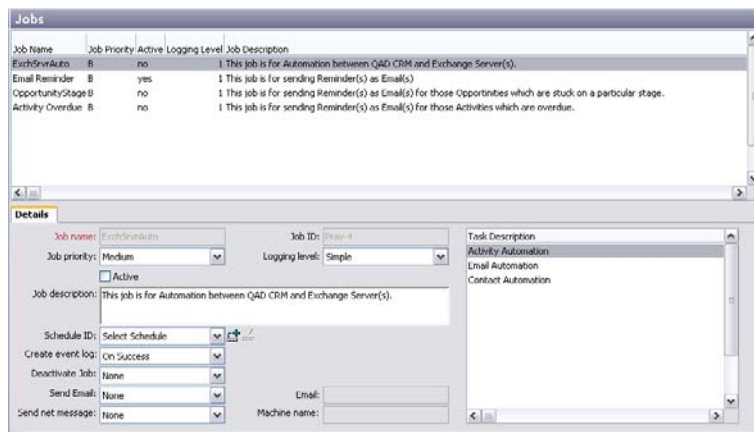 Jobs
Job Name Job Priority Active Logging Level Job Description
ExchSrvrAuto B no 1 This job is for Automation between QAD CRM and Exchange Server(s).
Email Reminder B yes 1 This job is for sending Reminder(s) as Email(s)
OpportunityStage B no 1 This job is for sending Reminder(s) as Email(s) for those Opportinities which are stuck on a particular stage.
Activity Overdue B no 1 This job is for sending Reminder(s) as Email(s) for those Activities which are overdue.
Details
Job name: ExchSrvrAuto Job ID: Prav-4
Job priority: Medium Logging level: Simple
Active
Job description: This job is for Automation between QAD CRM and Exchange Server(s).
Schedule ID: Select Schedule
Create event log: On Success
Deactivate Job: None
Send Email: None Email:
Send net message: None Machine name:
Task Description
Activity Automation
Email Automation
Contact Automation